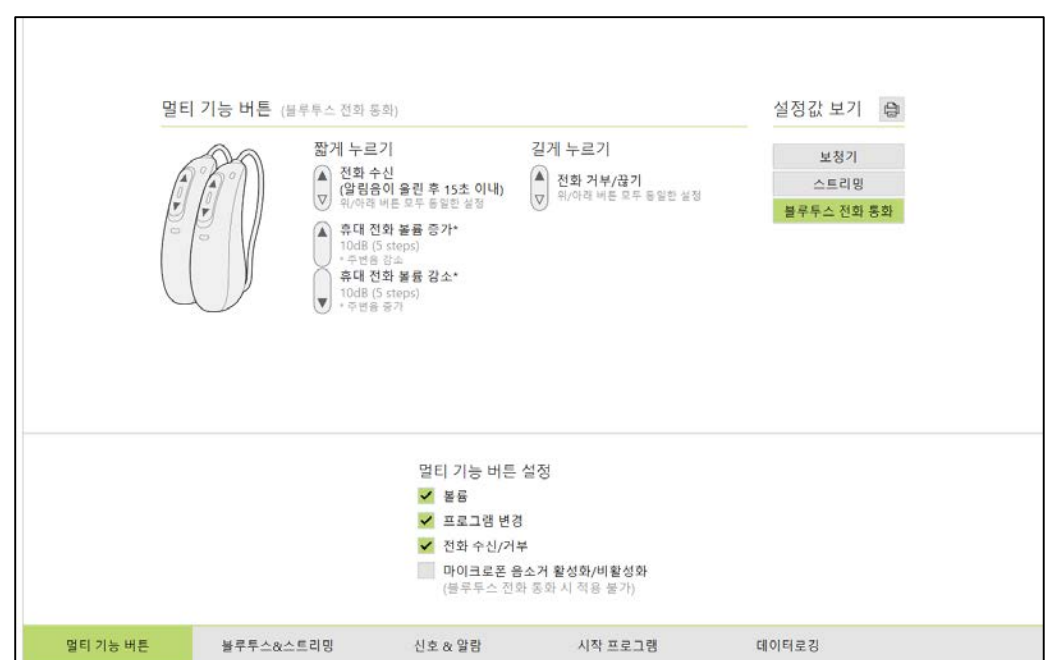 멀티 기능 버튼 (블루투스 전화 통화)
짧게 누르기
전화 수신
(알림음이 울린 후 15초 이내)
위/아래 버튼 모두 동일한 설정
휴대 전화 볼륨 증가*
10dB (5 steps)
* 주변음 감소
휴대 전화 볼륨 감소*
10dB (5 steps)
* 주변음 증가
길게 누르기
전화 거부/끊기
위/아래 버튼 모두 동일한 설정
설정값 보기
보청기
스트리밍
블루투스 전화 통화
멀티 기능 버튼 설정
볼륨
프로그램 변경
전화 수신/거부
마이크로폰 음소거 활성화/비활성화
(블루투스 전화 통화 시 적용 불가)
멀티 기능 버튼
블루투스&스트리밍
신호 & 알람
시작 프로그램
데이터로깅